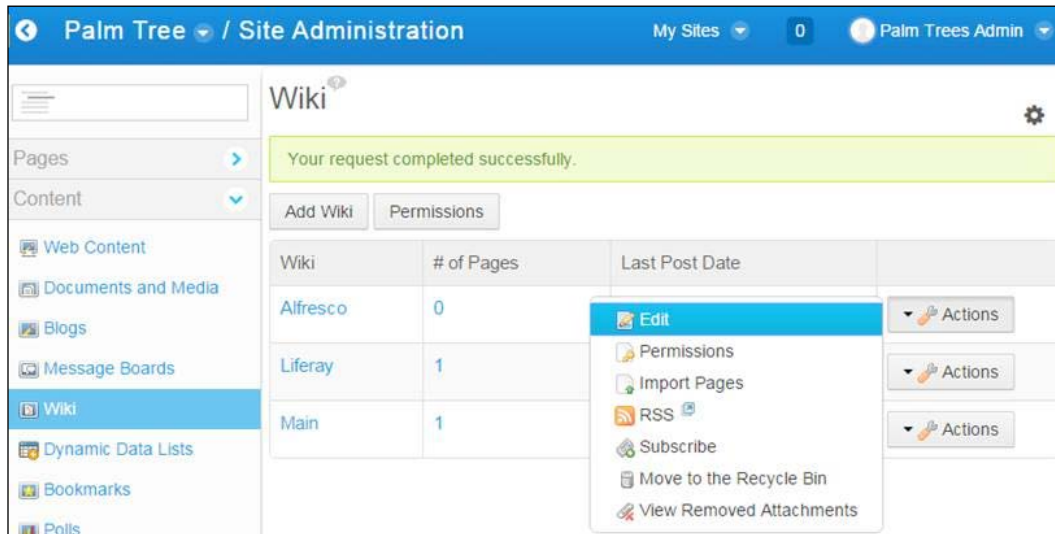 Palm Tree / Site Administration
My Sites
0
Palm Trees Admin
Wiki
Your request completed successfully.
Pages
Content
Add Wiki
Permissions
Web Content
Documents and Media
Blogs
Message Boards
Wiki
Dynamic Data Lists
Bookmarks
Polls
Wiki
# of Pages
Last Post Date
Alfresco
0
Actions
Liferay
1
Actions
Main
1
Actions
Edit
Permissions
Import Pages
RSS
Subscribe
Move to the Recycle Bin
View Removed Attachments